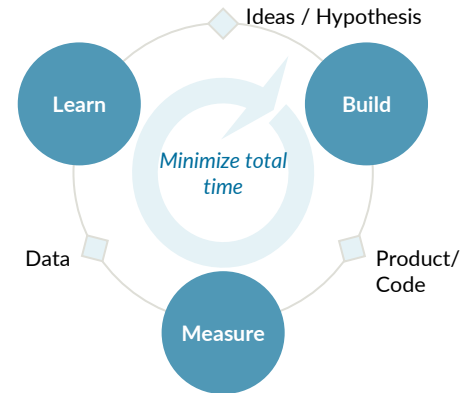 Ideas / Hypothesis
Learn
Build
Minimize total
time
Data
Product/
Code
Measure